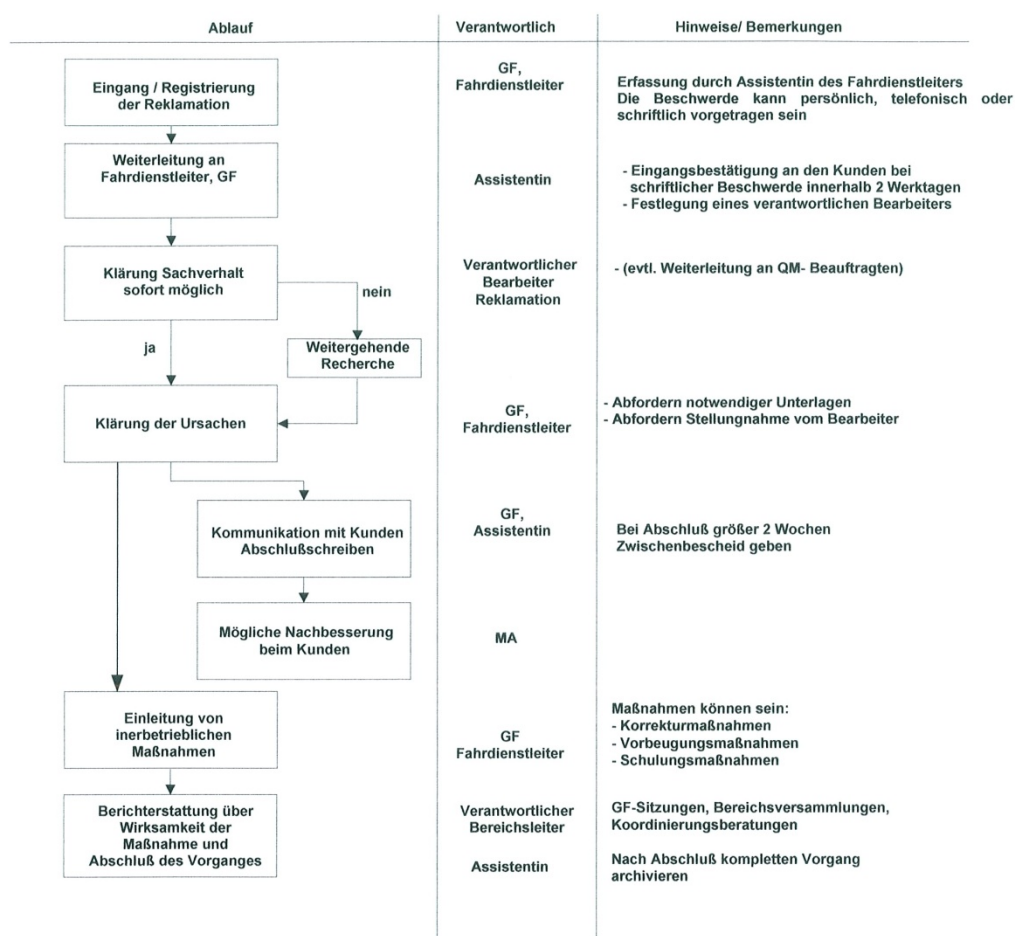 Ablauf
Verantwortlich
Hinweise/ Bemerkungen
Eingang / Registrierung
der Reklamation
GF,
Fahrdienstleiter
Erfassung durch Assistentin des Fahrdienstleiters
Die Beschwerde kann persönlich, telefonisch oder
schriftlich vorgetragen sein
Weiterleitung an
Fahrdienstleiter, GF
Assistentin
- Eingangsbestätigung an den Kunden bei
schriftlicher Beschwerde innerhalb 2 Werktagen
- Festlegung eines verantwortlichen Bearbeiters
Klärung Sachverhalt
sofort möglich
nein
Verantwortlicher
Bearbeiter
Reklamation
- (evtl. Weiterleitung an QM- Beauftragten)
ja
Weitergehende
Recherche
Klärung der Ursachen
GF,
Fahrdienstleiter
- Abfordern notwendiger Unterlagen
- Abfordern Stellungnahme vom Bearbeiter
Kommunikation mit Kunden
Abschlußschreiben
GF,
Assistentin
Bei Abschluß größer 2 Wochen
Zwischenbescheid geben
Mögliche Nachbesserung
beim Kunden
MA
Einleitung von
inerbetrieblichen
Maßnahmen
GF
Fahrdienstleiter
Maßnahmen können sein:
- Korrekturmaßnahmen
- Vorbeugungsmaßnahmen
- Schulungsmaßnahmen
Berichterstattung über
Wirksamkeit der
Maßnahme und
Abschluß des Vorganges
Verantwortlicher
Bereichsleiter
GF-Sitzungen, Bereichsversammlungen,
Koordinierungsberatungen
Assistentin
Nach Abschluß kompletten Vorgang
archivieren